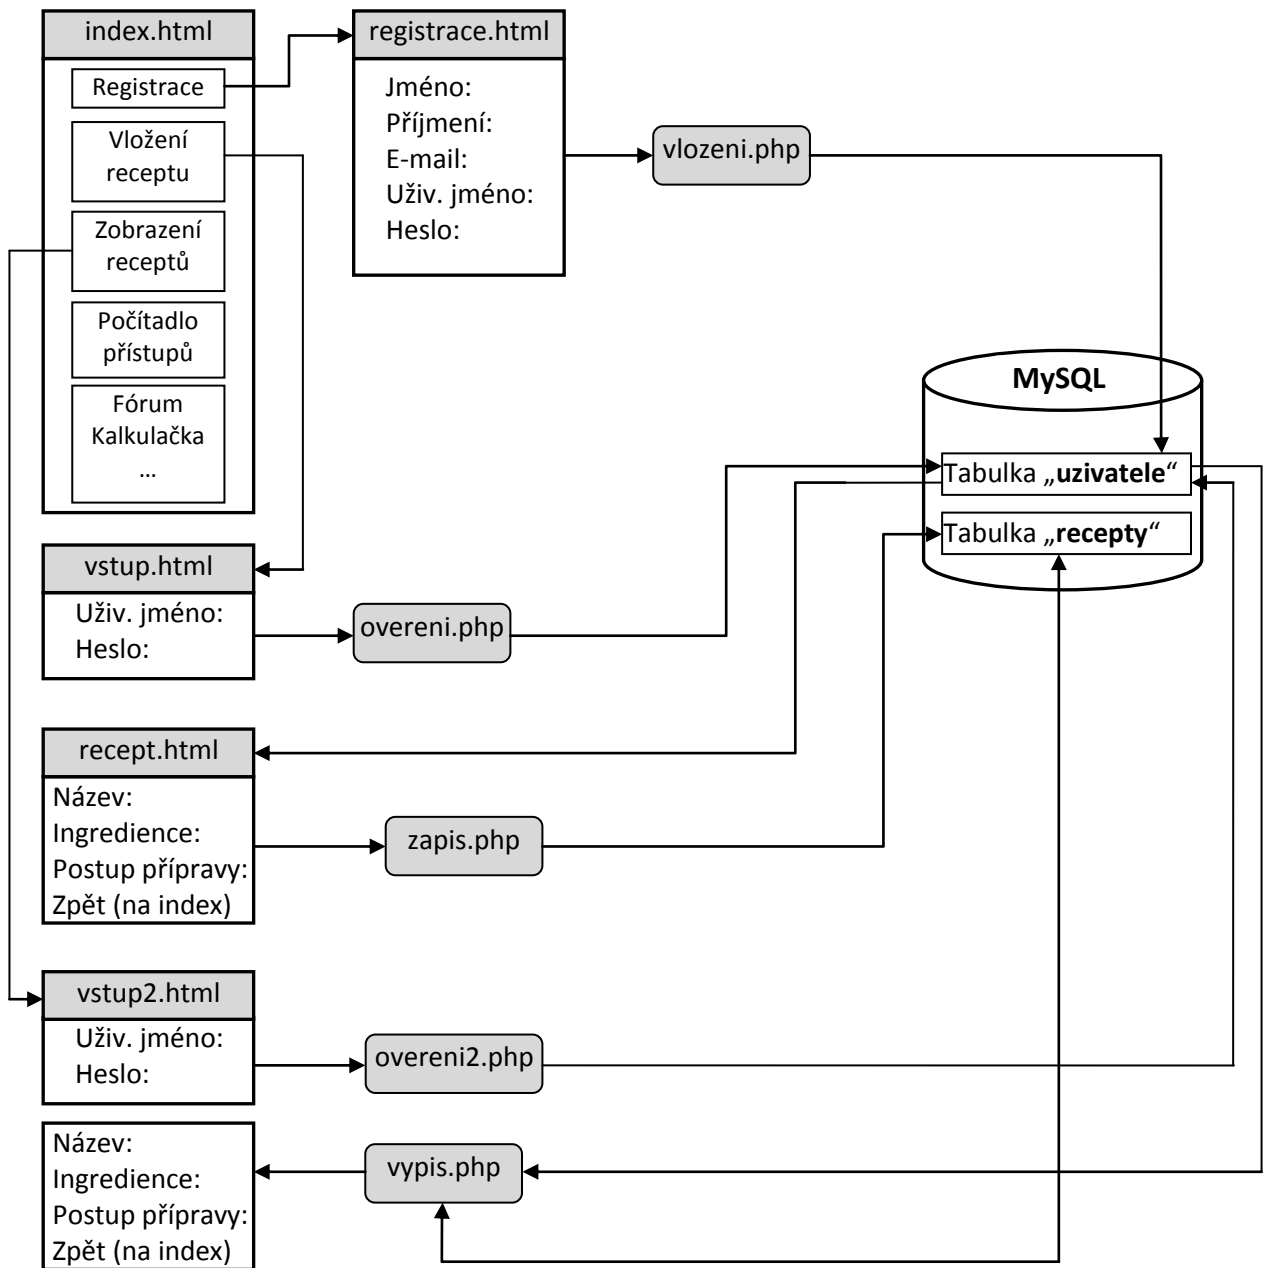 index.html
Registrace
Vložení
receptu
Zobrazení
receptů
Počítadlo
přístupů
Fórum
Kalkulačka
...
registrace.html
Jméno:
Příjmení:
E-mail:
Uživ. jméno:
Heslo:
vlozeni.php
MySQL
Tabulka „uzivatele“
Tabulka „recepty“
vstup.html
Uživ. jméno:
Heslo:
overeni.php
recept.html
Název:
Ingredience:
Postup přípravy:
Zpět (na index)
zapis.php
vstup2.html
Uživ. jméno:
Heslo:
overeni2.php
Název:
Ingredience:
Postup přípravy:
Zpět (na index)
vypis.php